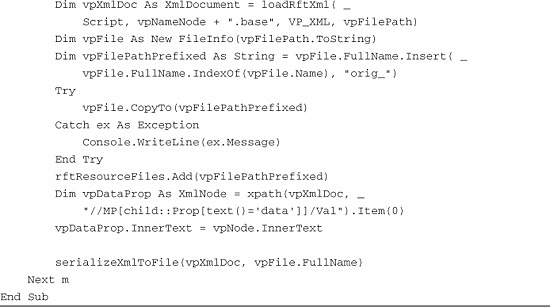 Dim vpXmlDoc As XmlDocument = loadRftXml( _
Script, vpNameNode + ".base", VP_XML, vpFilePath)
Dim vpFile As New FileInfo(vpFilePath.ToString)
Dim vpFilePathPrefixed As String = vpFile.FullName.Insert( _
vpFile.FullName.IndexOf(vpFile.Name), "orig_")
Try
vpFile.CopyTo(vpFilePathPrefixed)
Catch ex As Exception
Console.WriteLine(ex.Message)
End Try
rftResourceFiles.Add(vpFilePathPrefixed)
Dim vpDataProp As XmlNode = xpath(vpXmlDoc, _
"//MP[child::Prop[text()='data']]/Val").Item(0)
vpDataProp.InnerText = vpNode.InnerText
serializeXmlToFile(vpXmlDoc, vpFile.FullName)
Next m
End Sub